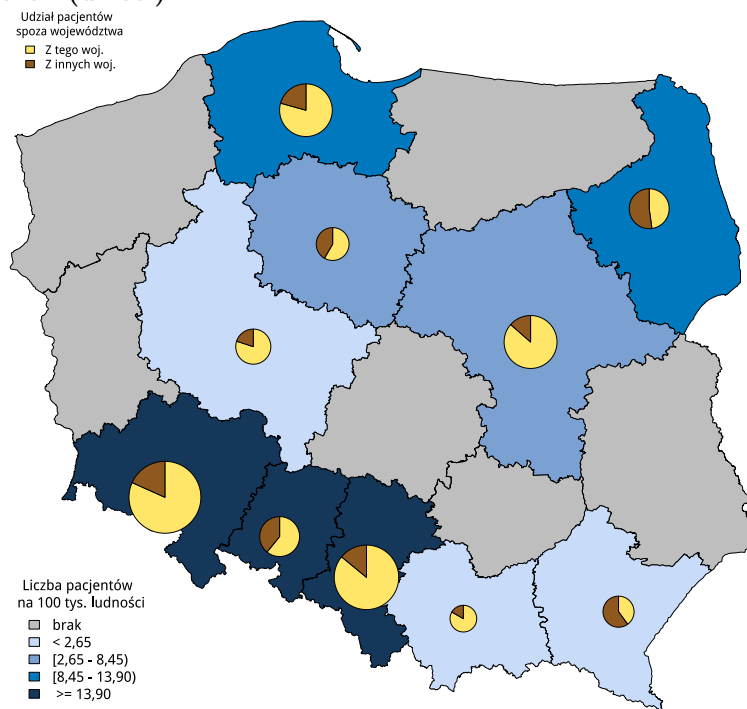 Udział pacjentów
spoza województwa
Z tego woj.
Z innych woj.
Liczba pacjentów
na 100 tys. ludności
brak
< 2,65
[2,65 - 8,45)
[8,45 - 13,90)
>= 13,90